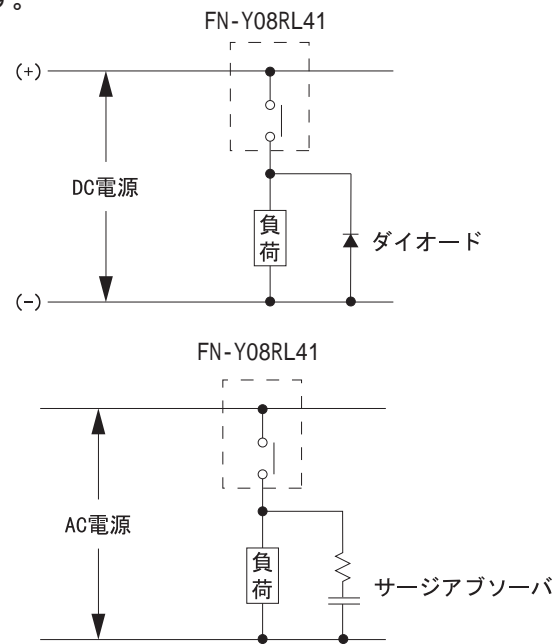 す。
FN-Y08RL41
(+)
DC電源
負荷
ダイオード
(-)
FN-Y08RL41
AC電源
負荷
サージアブソーバ